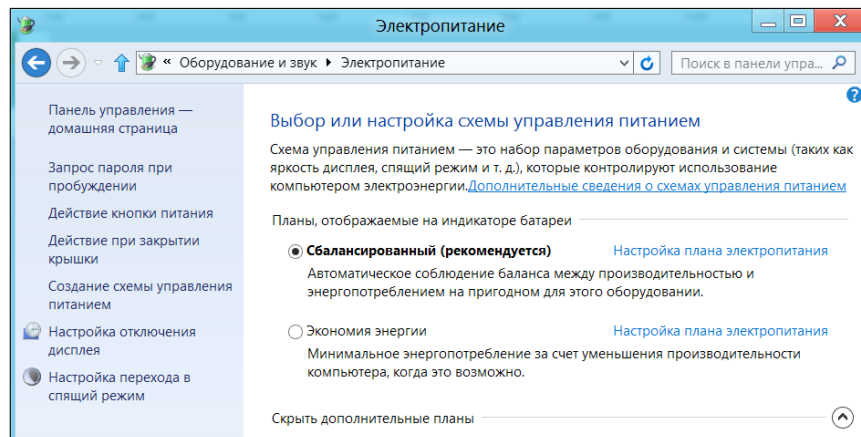 Электропитание
« Оборудование и звук ▸ Электропитание
Поиск в панели упра...
Панель управления —
домашняя страница
Запрос пароля при
пробуждении
Действие кнопки питания
Действие при закрытии
крышки
Создание схемы управления
питанием
Настройка отключения
дисплея
Настройка перехода в
спящий режим
Выбор или настройка схемы управления питанием
Схема управления питанием — это набор параметров оборудования и системы (таких как
яркость дисплея, спящий режим и т. д.), которые контролируют использование
компьютером электроэнергии.Дополнительные сведения о схемах управления питанием
Планы, отображаемые на индикаторе батареи
Сбалансированный (рекомендуется) Настройка плана электропитания
Автоматическое соблюдение баланса между производительностью и
энергопотреблением на пригодном для этого оборудовании.
Экономия энергии Настройка плана электропитания
Минимальное энергопотребление за счет уменьшения производительности
компьютера, когда это возможно.
Скрыть дополнительные планы